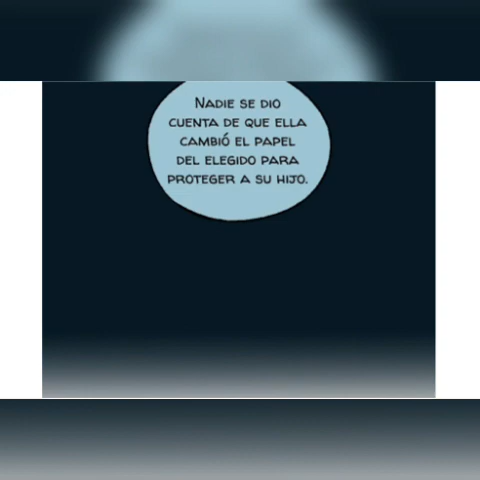 Nadie se dio
cuenta de que ella
cambió el papel
del elegido para
proteger a su hijo.